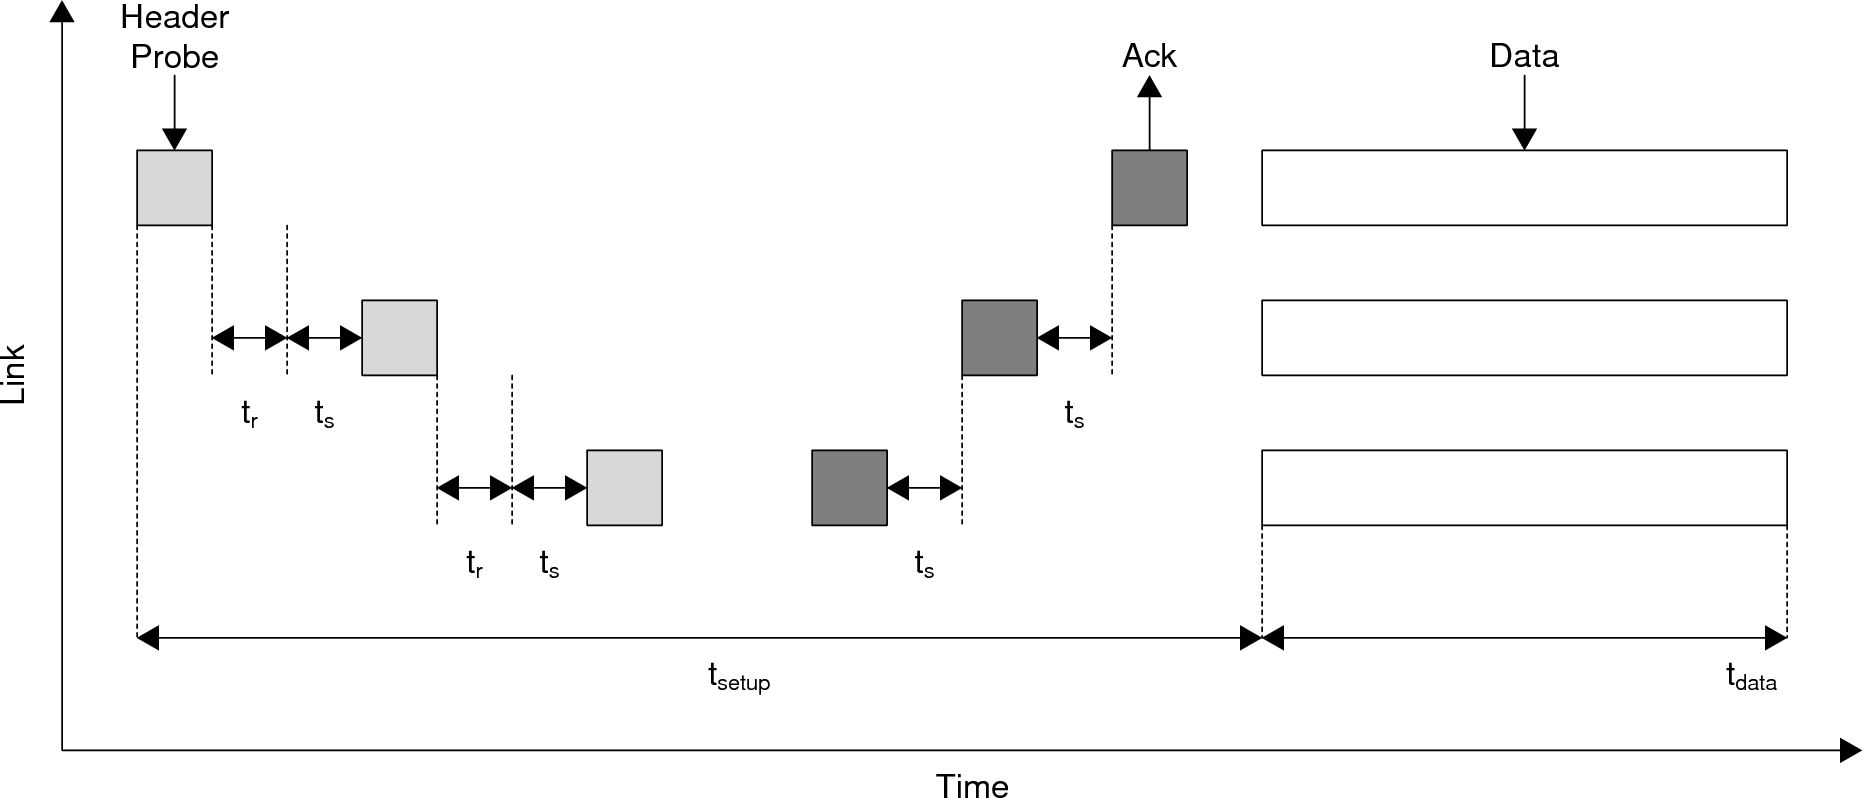 Header
Probe
Ack
Data
Link
tr
ts
ts
tr
ts
ts
tsetup
tdata
Time